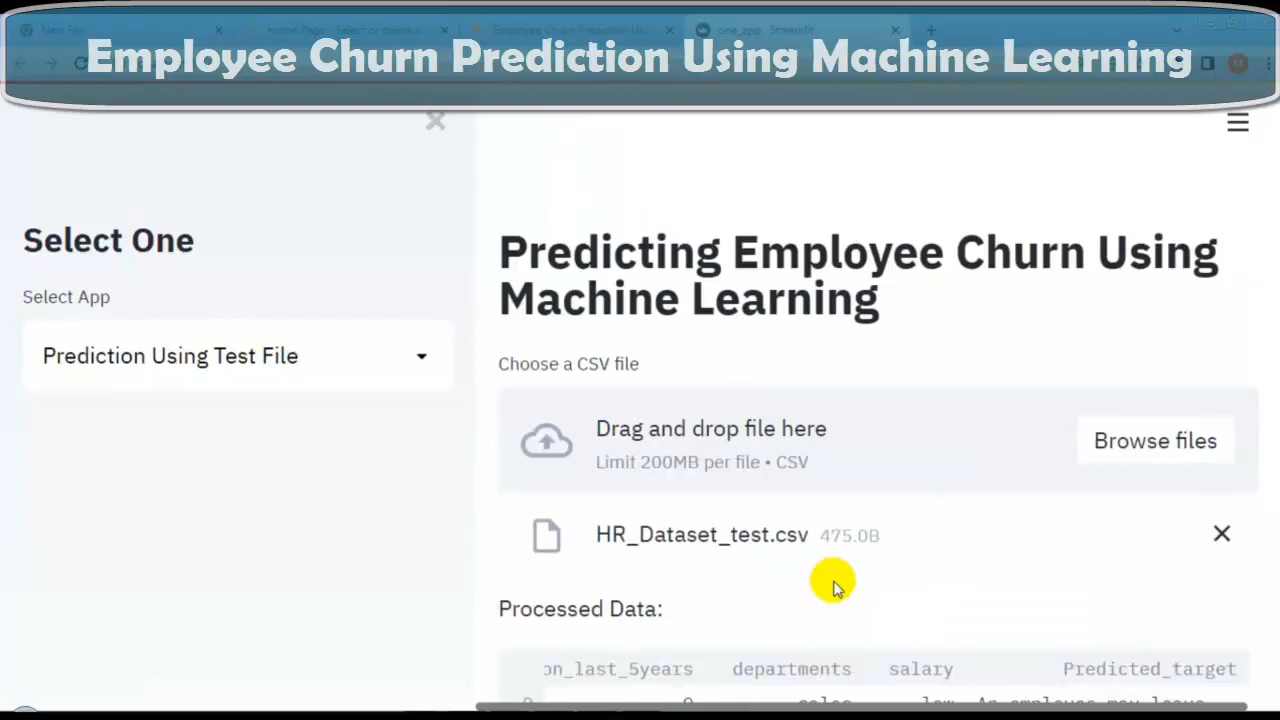 Employee Churn Prediction Using Machine Learning
Select One
Select App
Prediction Using Test File
Predicting Employee Churn Using
Machine Learning
Choose a CSV file
Drag and drop file here
Limit 200MB per file • CSV
Browse files
HR_Dataset_test.csv 475.0B
Processed Data:
on_last_5years departments salary Predicted_target